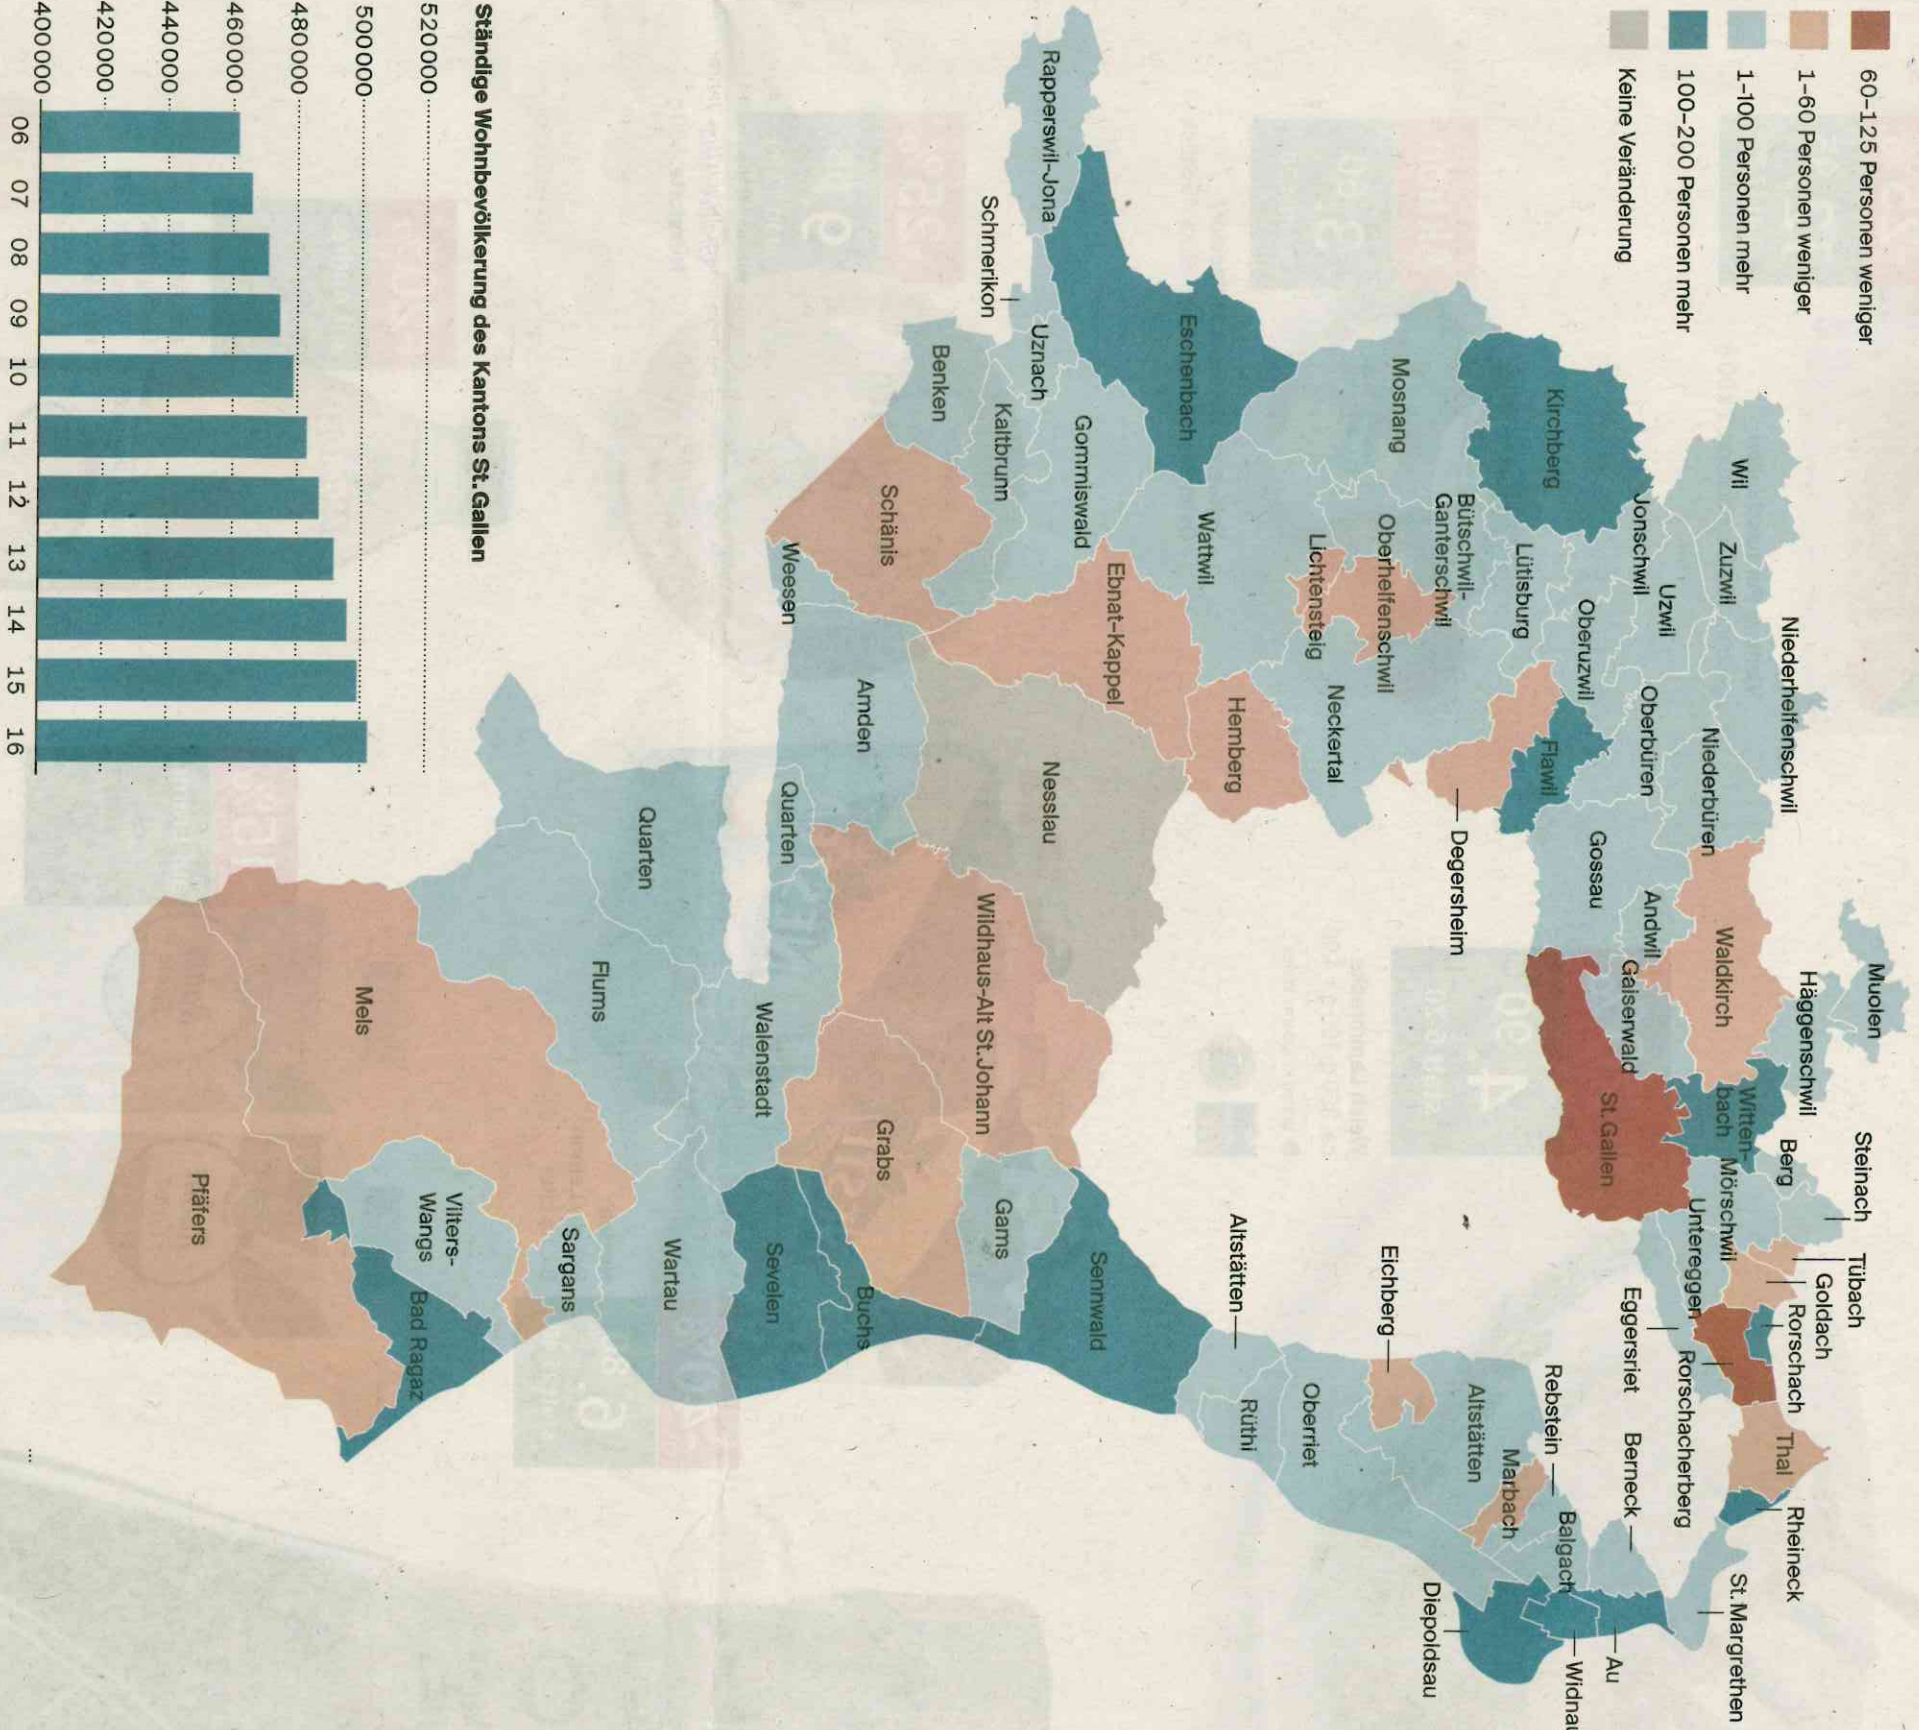 60–125 Personen weniger
1–60 Personen weniger
1–100 Personen mehr
100–200 Personen mehr
Keine Veränderung
Muolen
Häggenschwil
Steinach
Berg
Tübach
Goldach
Rorschach
Wil
Zuzwil
Niederhelfenschwil
Niederbüren
Waldkirch
Witten-
bach
Mörschwil
Untereggen
Thal
Rheineck
St. Margrethen
Jonschwil
Uzwil
Oberbüren
Andwil
Gaiserwald
Eggersriet
Rorschacherberg
Kirchberg
Lütisburg
Oberuzwil
Flawil
Gossau
St. Gallen
Rebstein
Berneck
Balgach
Au
Widnau
Mosnang
Bütschwil-
Ganterschwil
Degersheim
Oberhelfenschwil
Lichtensteig
Neckertal
Eichberg
Altstätten
Marbach
Diepoldsau
Eschenbach
Wattwil
Hemberg
Altstätten
Rüthi
Oberriet
Rapperswil-Jona
Schmerikon
Uznach
Gommiswald
Ebnat-Kappel
Nesslau
Sennwald
Benken
Kaltbrunn
Schänis
Wildhaus-Alt St. Johann
Gams
Weesen
Amden
Grabs
Buchs
Quarten
Walenstadt
Sevelen
Quarten
Flums
Wartau
Sargans
Mels
Vilters-
Wangs
Bad Ragaz
Pfäfers
Ständige Wohnbevölkerung des Kantons St. Gallen
520000
500000
480000
460000
440000
420000
400000
06 07 08 09 10 11 12 13 14 15 16